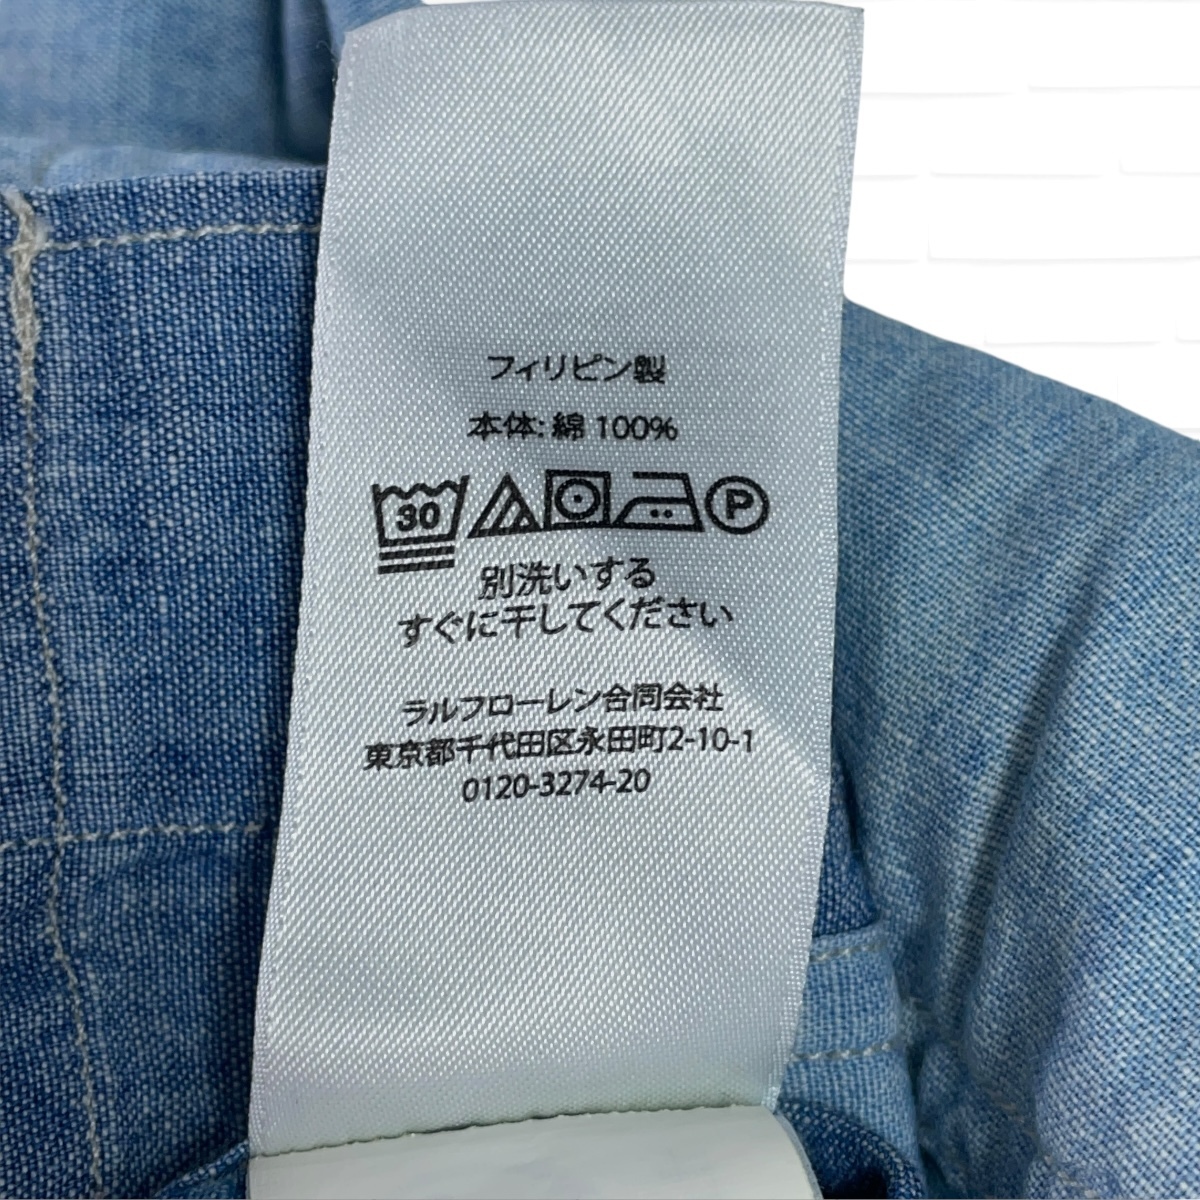 フィリピン製
本体: 綿 100%
30 P
別洗いする
すぐに干してください
ラルフローレン合同会社
東京都千代田区永田町2-10-1
0120-3274-20